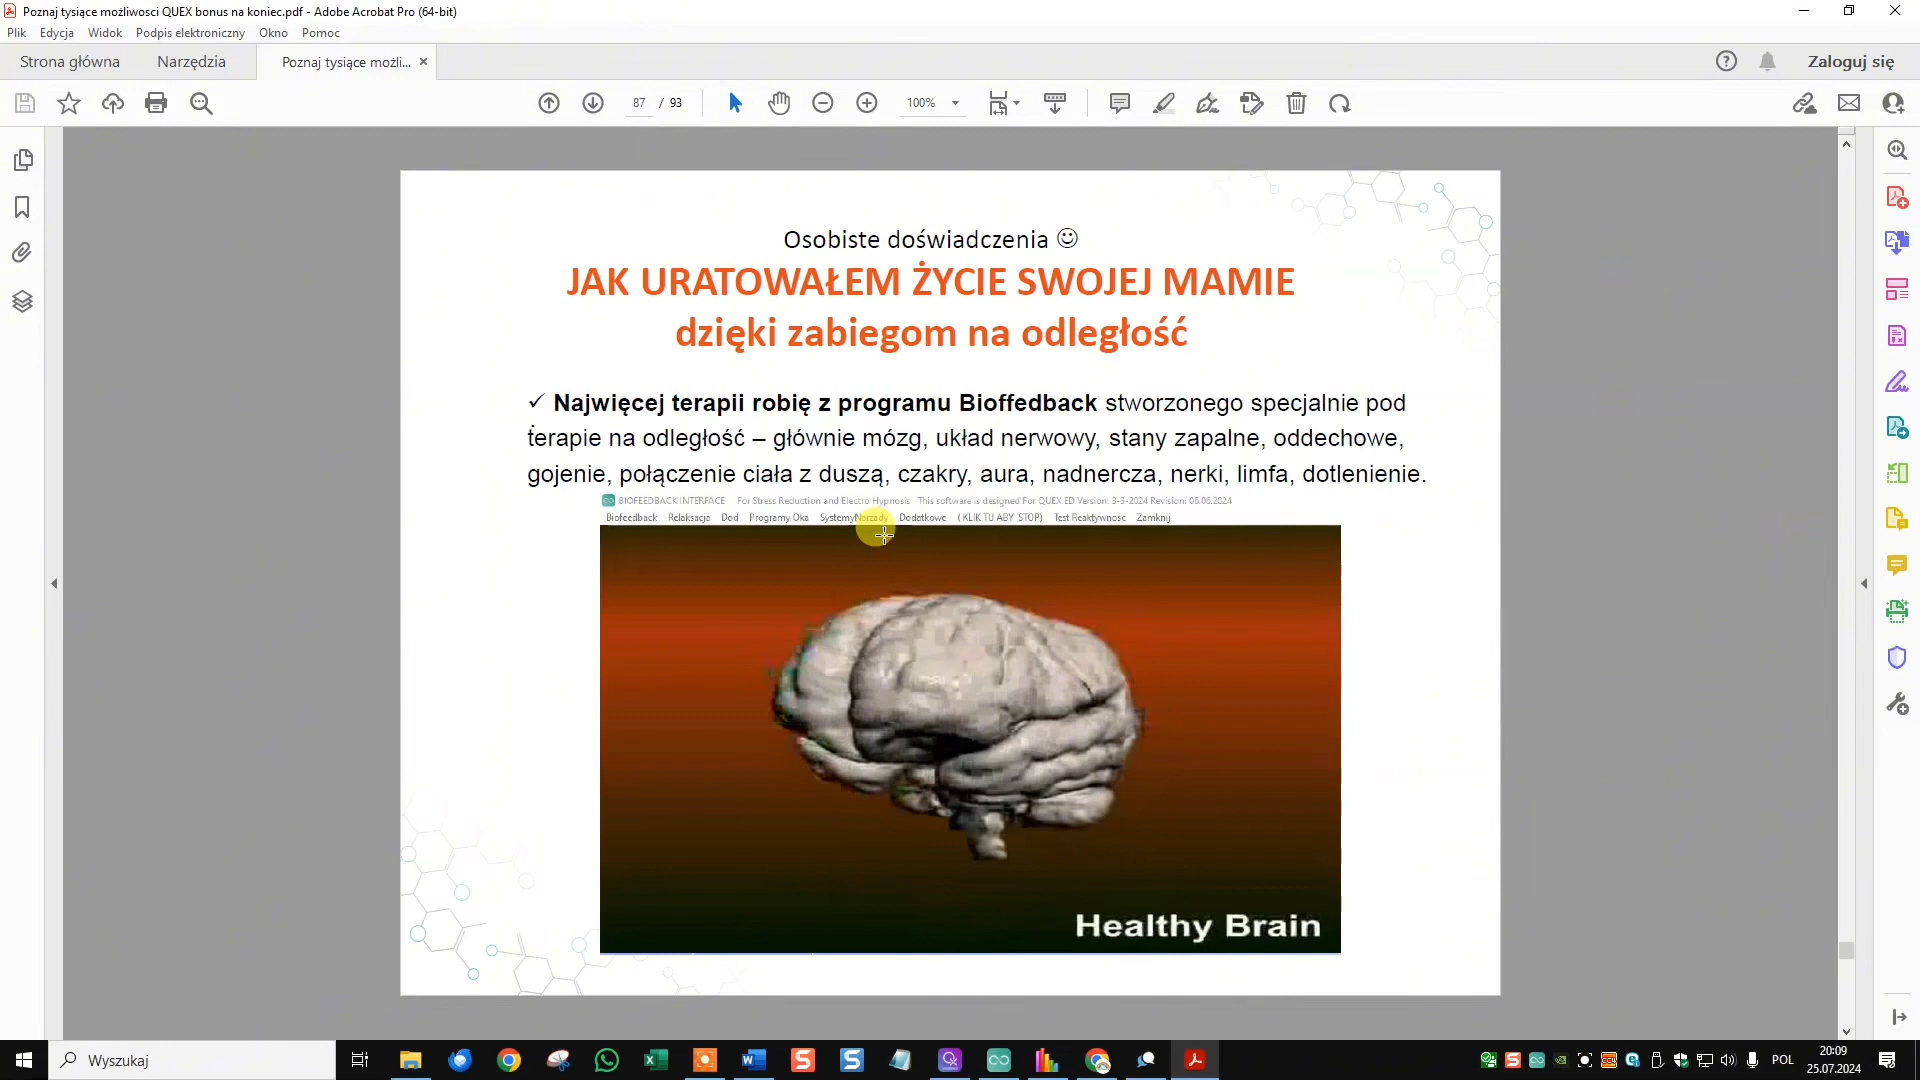 Poznaj tysiące możliwosci QUEX bonus na koniec.pdf - Adobe Acrobat Pro (64-bit)
Plik Edycja Widok Podpis elektroniczny Okno Pomoc
Strona główna Narzędzia Poznaj tysiące możli... Zaloguj się
87 / 93 100%
Osobiste doświadczenia
JAK URATOWAŁEM ŻYCIE SWOJEJ MAMIE
dzięki zabiegom na odległość
✓ Najwięcej terapii robię z programu Bioffedback stworzonego specjalnie pod
terapie na odległość – głównie mózg, układ nerwowy, stany zapalne, oddechowe,
gojenie, połączenie ciała z duszą, czakry, aura, nadnercza, nerki, limfa, dotlenienie.
BIOFEEDBACK INTERFACE For Stress Reduction and Electro Hypnosis This software is designed For QUEX ED Version: 3-3-2024 Revision: 06.06.2024
Biofeedback Relaksacja Dod Programy Oka SystemyNarzady Dodatkowe ( KLIK TU ABY STOP) Test Reaktywnosc Zamknij
Healthy Brain
Wyszukaj
POL
20:09
25.07.2024